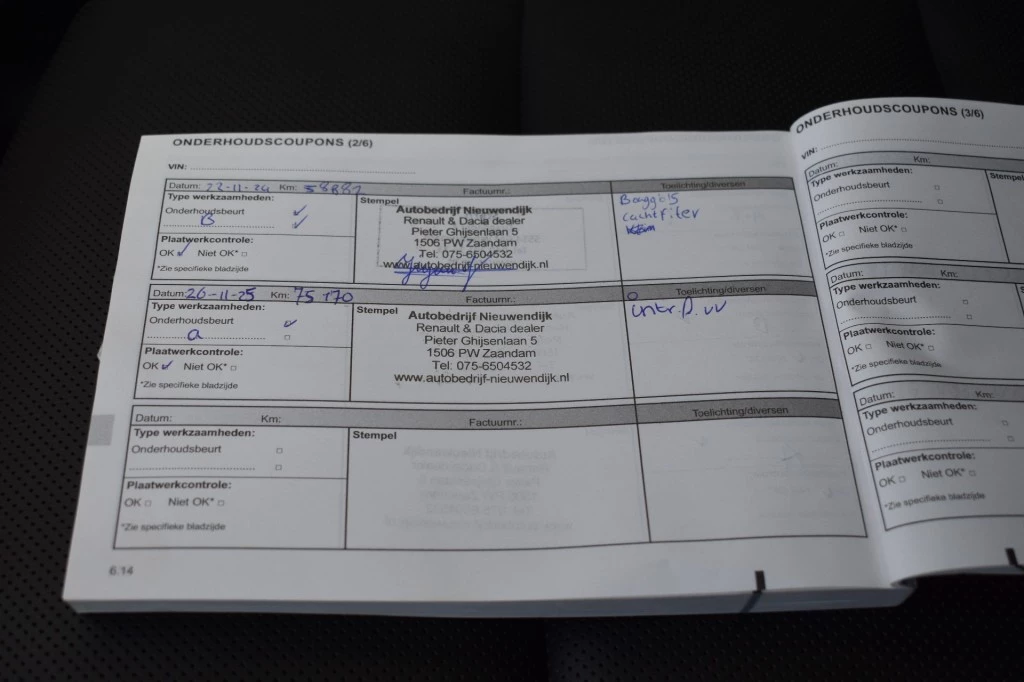 ONDERHOUDSCOUPONS (2/6)
VIN:
Datum: 22-11-24 Km: 58882 Factuurnr.: Toelichting/diversen
Type werkzaamheden:
Onderhoudsbeurt
B
Plaatwerkcontrole:
OK Niet OK*
*Zie specifieke bladzijde
Stempel
Autobedrijf Nieuwendijk
Renault & Dacia dealer
Pieter Ghijsenlaan 5
1506 PW Zaandam
Tel: 075-6504532
www.autobedrijf-nieuwendijk.nl
Luchtfilter
Datum: 26-11-25 Km: 75170 Factuurnr.: Toelichting/diversen
Type werkzaamheden:
Onderhoudsbeurt
a
Plaatwerkcontrole:
OK Niet OK*
*Zie specifieke bladzijde
Stempel
Autobedrijf Nieuwendijk
Renault & Dacia dealer
Pieter Ghijsenlaan 5
1506 PW Zaandam
Tel: 075-6504532
www.autobedrijf-nieuwendijk.nl
Datum: Km: Factuurnr.: Toelichting/diversen
Type werkzaamheden:
Onderhoudsbeurt
Plaatwerkcontrole:
OK Niet OK*
*Zie specifieke bladzijde
Stempel
6.14
ONDERHOUDSCOUPONS (3/6)
VIN:
Datum: Km:
Type werkzaamheden:
Onderhoudsbeurt
Plaatwerkcontrole:
OK Niet OK*
*Zie specifieke bladzijde
Stempel
Datum: Km:
Type werkzaamheden:
Onderhoudsbeurt
Plaatwerkcontrole:
OK Niet OK*
*Zie specifieke bladzijde
Datum: Km:
Type werkzaamheden:
Onderhoudsbeurt
Plaatwerkcontrole:
OK Niet OK*
*Zie specifieke bladzijde